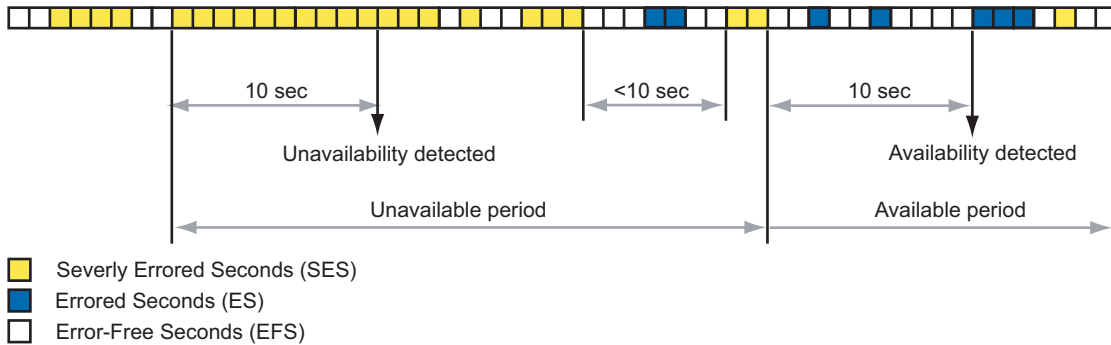 10 sec
<10 sec
10 sec
Unavailability detected
Availability detected
Unavailable period
Available period
Severly Errored Seconds (SES)
Errored Seconds (ES)
Error-Free Seconds (EFS)